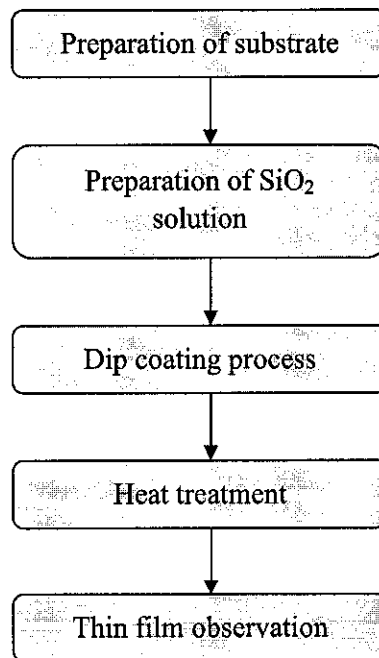 Preparation of substrate
Preparation of SiO₂
solution
Dip coating process
Heat treatment
Thin film observation